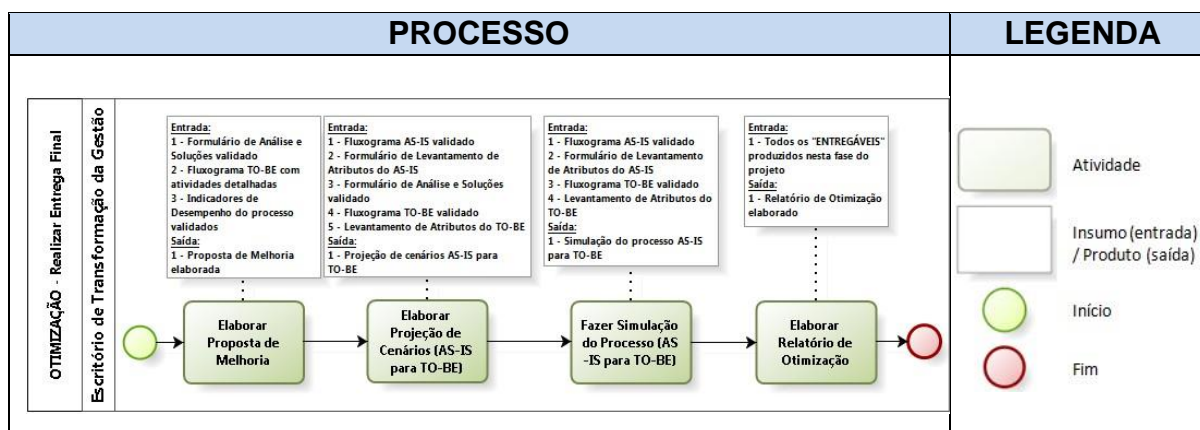 PROCESSO
LEGENDA
OTIMIZAÇÃO - Realizar Entrega Final
Escritório de Transformação da Gestão
Entrada:
1 - Formulário de Análise e
Soluções validado
2 - Fluxograma TO-BE com
atividades detalhadas
3 - Indicadores de
Desempenho do processo
validados
Saída:
1 - Proposta de Melhoria
elaborada
Entrada:
1 - Fluxograma AS-IS validado
2 - Formulário de Levantamento de
Atributos do AS-IS
3 - Formulário de Análise e Soluções
validado
4 - Fluxograma TO-BE validado
5 - Levantamento de Atributos do TO-BE
Saída:
1 - Projeção de cenários AS-IS para
TO-BE
Entrada:
1 - Fluxograma AS-IS validado
2 - Formulário de Levantamento
de Atributos do AS-IS
3 - Fluxograma TO-BE validado
4 - Levantamento de Atributos do
TO-BE
Saída:
1 - Simulação do processo AS-IS
para TO-BE
Entrada:
1 - Todos os "ENTREGÁVEIS"
produzidos nesta fase do
projeto
Saída:
1 - Relatório de Otimização
elaborado
Elaborar
Proposta de
Melhoria
Elaborar
Projeção de
Cenários (AS-IS
para TO-BE)
Fazer Simulação
do Processo (AS
-IS para TO-BE)
Elaborar
Relatório de
Otimização
Atividade
Insumo (entrada)
/ Produto (saída)
Início
Fim